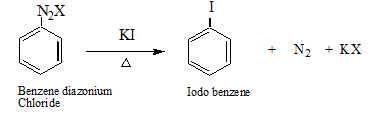 N2X
KI
△
I
+ N2 + KX
Benzene diazonium
Chloride
Iodo benzene